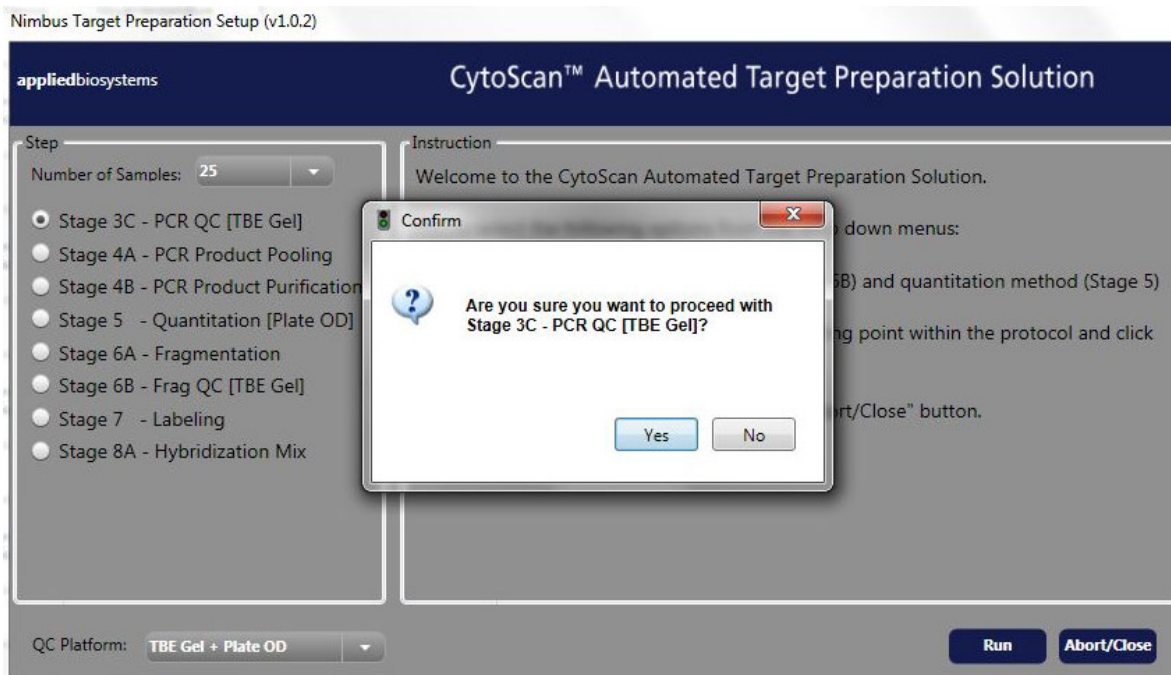 Nimbus Target Preparation Setup (v1.0.2)
appliedbiosystems
CytoScan™ Automated Target Preparation Solution
Step
Number of Samples: 25
Stage 3C - PCR QC [TBE Gel]
Stage 4A - PCR Product Pooling
Stage 4B - PCR Product Purification
Stage 5 - Quantitation [Plate OD]
Stage 6A - Fragmentation
Stage 6B - Frag QC [TBE Gel]
Stage 7 - Labeling
Stage 8A - Hybridization Mix
Instruction
Welcome to the CytoScan Automated Target Preparation Solution.
down menus:
6B) and quantitation method (Stage 5)
point within the protocol and click
"Close" button.
Confirm
Are you sure you want to proceed with
Stage 3C - PCR QC [TBE Gel]?
Yes No
QC Platform: TBE Gel + Plate OD
Run Abort/Close